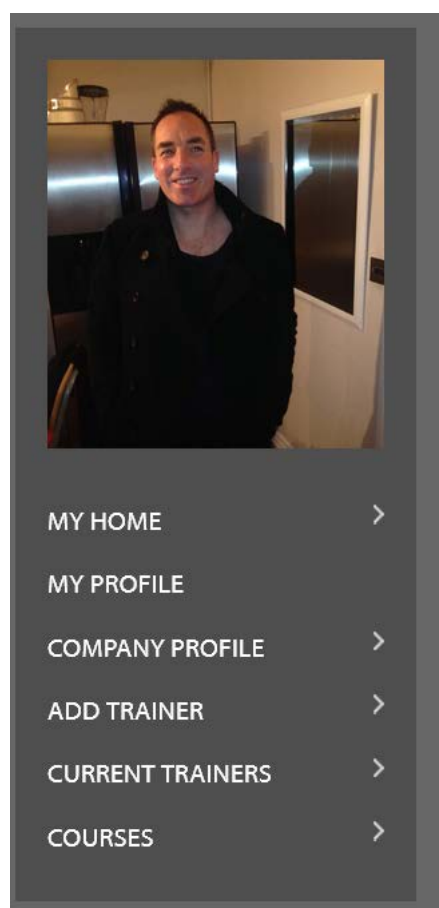 MY HOME
MY PROFILE
COMPANY PROFILE
ADD TRAINER
CURRENT TRAINERS
COURSES